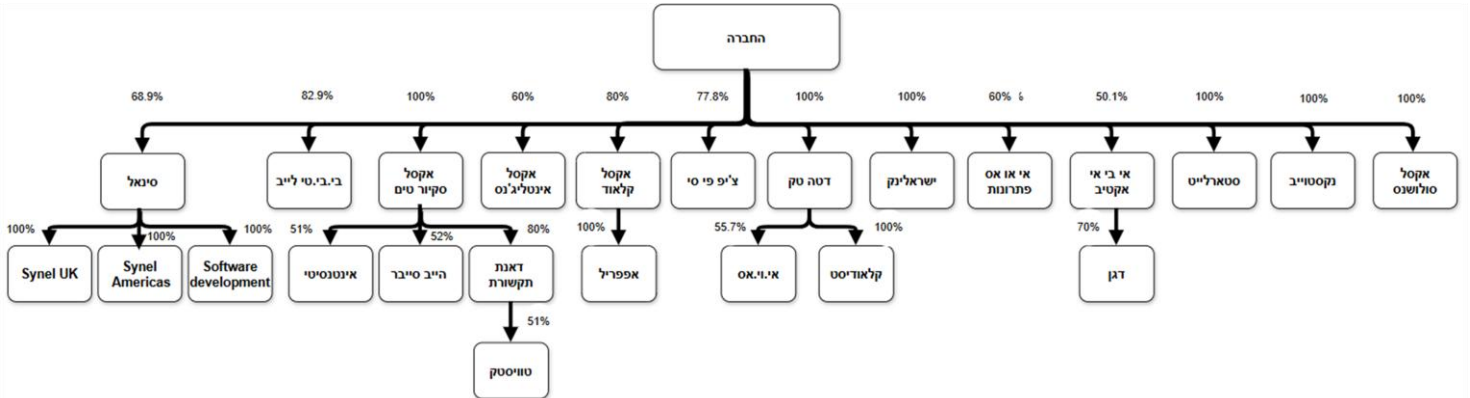 החברה
100%
100%
100%
50.1%
60%
100%
100%
77.8%
80%
60%
100%
82.9%
68.9%
אקסל
סולושנס
נקסטוייב
סטארלייט
אי בי אי
אקטיב
אי או אס
פתרונות
ישראלינק
דטה טק
צ'יפ פי סי
אקסל
קלאוד
אקסל
אינטליג'נס
אקסל
סקיור טים
בי.בי.טי לייב
סינאל
70%
100%
55.7%
100%
80%
52%
51%
100%
100%
100%
דגן
קלאודיסט
אי.וי.אס
אפפריל
דאנת
תקשורת
הייב סייבר
אינטנסיטי
Software
development
Synel
Americas
Synel UK
51%
טוויסטק